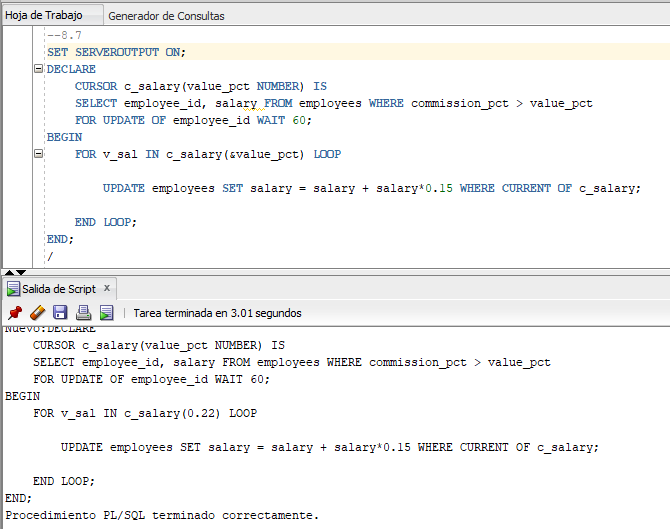 Hoja de Trabajo Generador de Consultas
--8.7
SET SERVEROUTPUT ON;
DECLARE
CURSOR c_salary(value_pct NUMBER) IS
SELECT employee_id, salary FROM employees WHERE commission_pct > value_pct
FOR UPDATE OF employee_id WAIT 60;
BEGIN
FOR v_sal IN c_salary(&value_pct) LOOP
UPDATE employees SET salary = salary + salary*0.15 WHERE CURRENT OF c_salary;
END LOOP;
END;
/
Salida de Script x
Tarea terminada en 3.01 segundos
Nuevo:DECLARE
CURSOR c_salary(value_pct NUMBER) IS
SELECT employee_id, salary FROM employees WHERE commission_pct > value_pct
FOR UPDATE OF employee_id WAIT 60;
BEGIN
FOR v_sal IN c_salary(0.22) LOOP
UPDATE employees SET salary = salary + salary*0.15 WHERE CURRENT OF c_salary;
END LOOP;
END;
Procedimiento PL/SQL terminado correctamente.